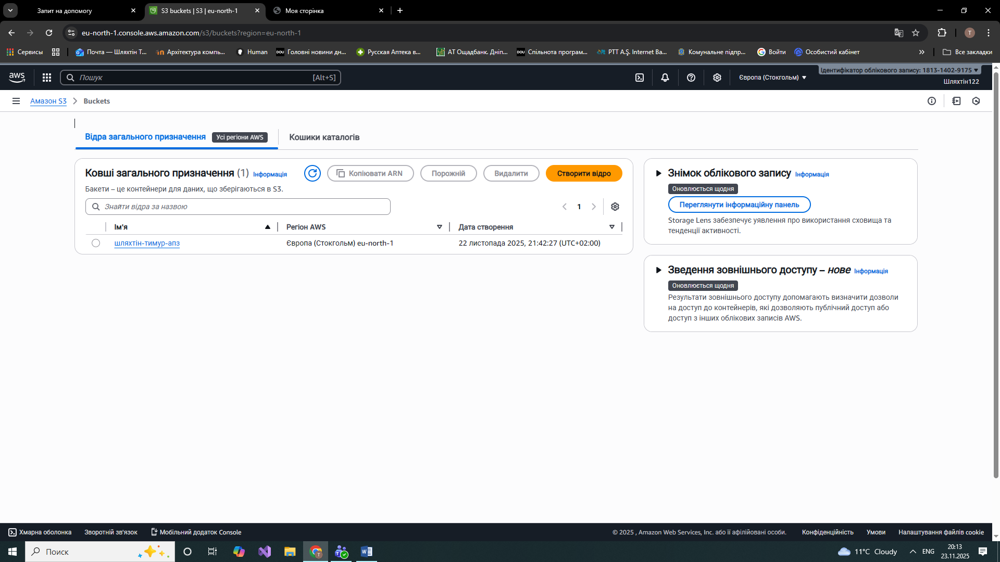 Запит на допомогу
S3 buckets | S3 | eu-north-1
Моя сторінка
eu-north-1.console.aws.amazon.com/s3/buckets?region=eu-north-1
Сервисы
Почта — Шляхтін Т...
Архітектура компь...
Human
Головні новини дн...
Русская Аптека в...
АТ Ощадбанк. Дніп...
Спільнота програм...
PTT A.Ş. Internet Ba...
Комунальне підпр...
Войти
Особистий кабінет
Все закладки
aws
Пошук
[Alt+S]
Європа (Стокгольм)
Ідентифікатор облікового запису: 1813-1402-9175
Шляхтін122
Амазон S3
Buckets
Відра загального призначення
Усі регіони AWS
Кошики каталогів
Ковші загального призначення (1) Інформація
Копіювати ARN
Порожній
Видалити
Створити відро
Бакети – це контейнери для даних, що зберігаються в S3.
Знайти відра за назвою
1
Ім'я
Регіон AWS
Дата створення
шляхтін-тимур-апз
Європа (Стокгольм) eu-north-1
22 листопада 2025, 21:42:27 (UTC+02:00)
Знімок облікового запису Інформація
Оновлюється щодня
Переглянути інформаційну панель
Storage Lens забезпечує уявлення про використання сховища та
тенденції активності.
Зведення зовнішнього доступу – нове Інформація
Оновлюється щодня
Результати зовнішнього доступу допомагають визначити дозволи
на доступ до контейнерів, які дозволяють публічний доступ або
доступ з інших облікових записів AWS.
Хмарна оболонка
Зворотній зв'язок
Мобільний додаток Console
© 2025 , Amazon Web Services, Inc. або її афілійовані особи.
Конфіденційність
Умови
Налаштування файлів cookie
Поиск
11°C Cloudy
ENG
20:13
23.11.2025